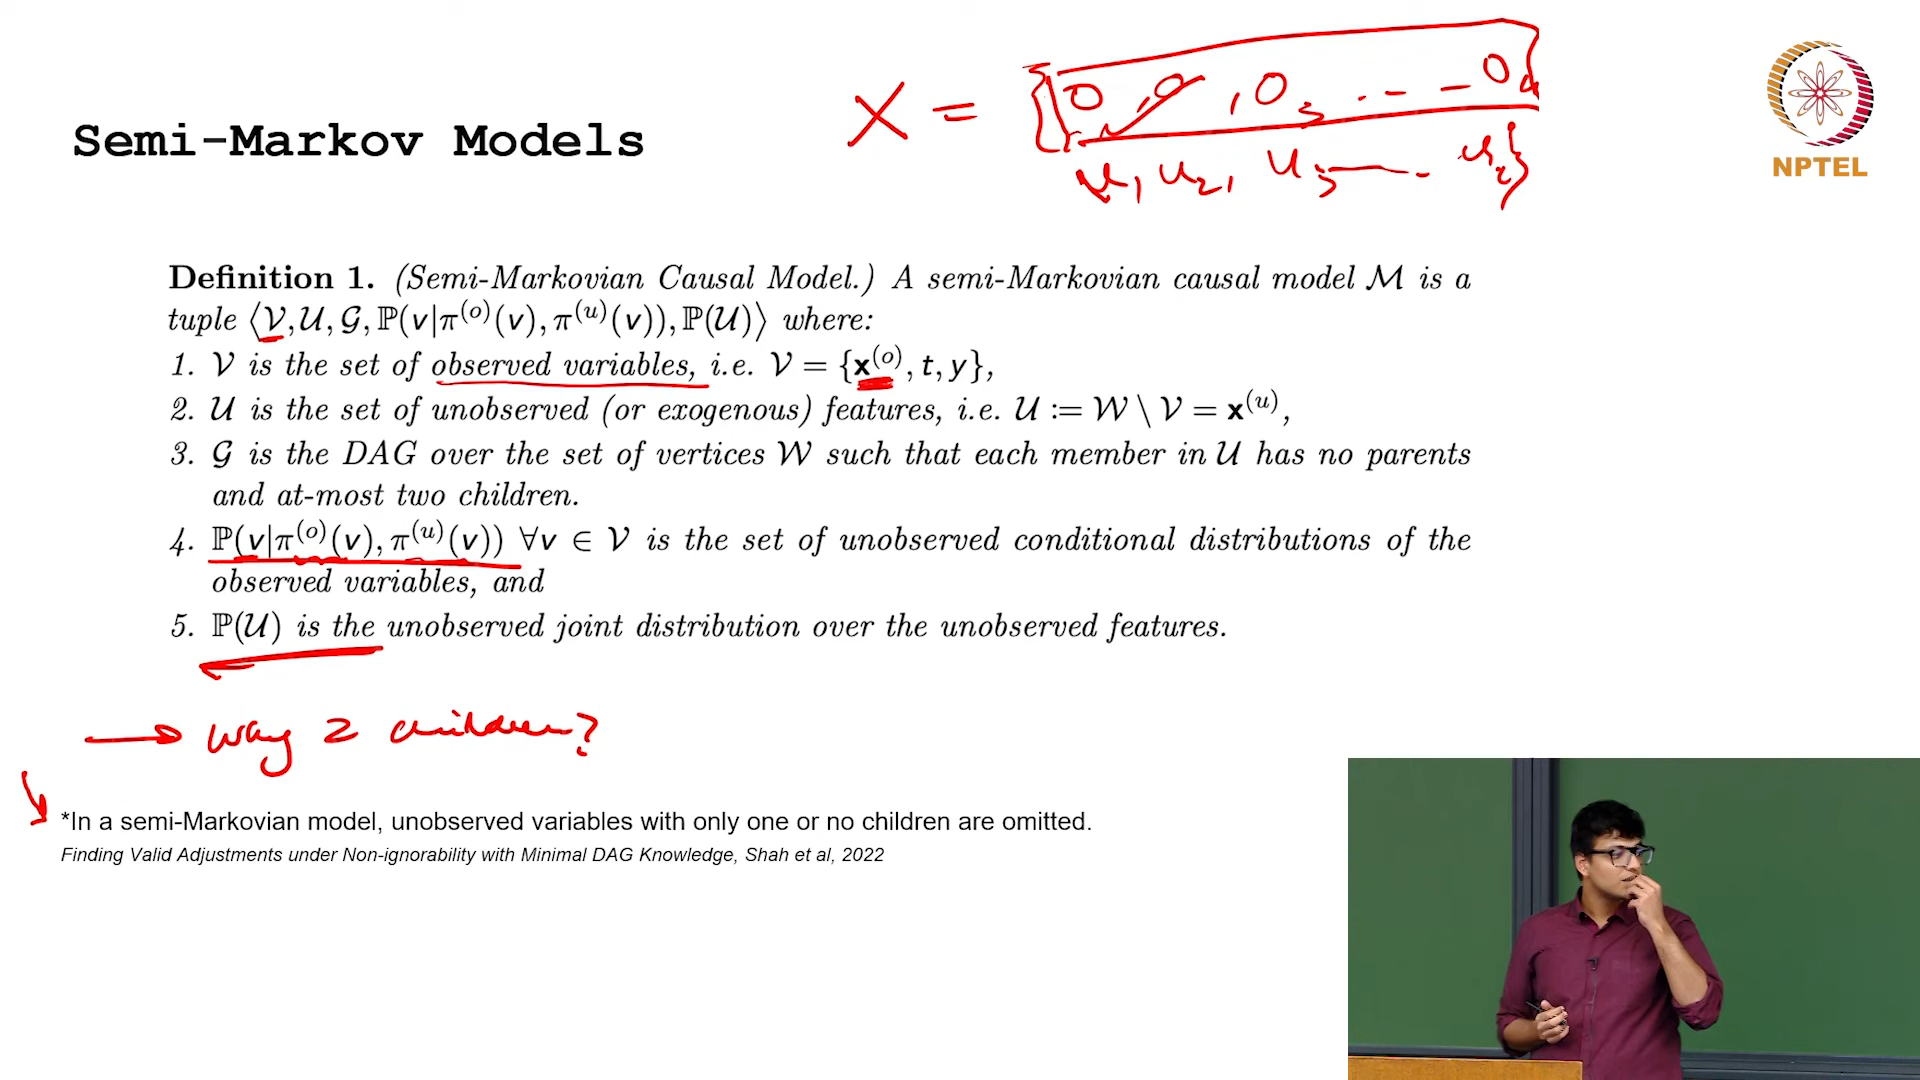 Semi-Markov Models
X = { O, O, O3, . - - - O
u1, u2, u3
NPTEL
Definition 1. (Semi-Markovian Causal Model.) A semi-Markovian causal model ℳ is a
tuple ⟨𝒱, 𝒰, 𝒢, ℙ(v|π^(o)(v), π^(u)(v)), ℙ(𝒰)⟩ where:
1. 𝒱 is the set of observed variables, i.e. 𝒱 = {x^(o), t, y},
2. 𝒰 is the set of unobserved (or exogenous) features, i.e. 𝒰 := 𝒲 \ 𝒱 = x^(u),
3. 𝒢 is the DAG over the set of vertices 𝒲 such that each member in 𝒰 has no parents
and at-most two children.
4. ℙ(v|π^(o)(v), π^(u)(v)) ∀v ∈ 𝒱 is the set of unobserved conditional distributions of the
observed variables, and
5. ℙ(𝒰) is the unobserved joint distribution over the unobserved features.
→ why 2 children?
*In a semi-Markovian model, unobserved variables with only one or no children are omitted.
Finding Valid Adjustments under Non-ignorability with Minimal DAG Knowledge, Shah et al, 2022